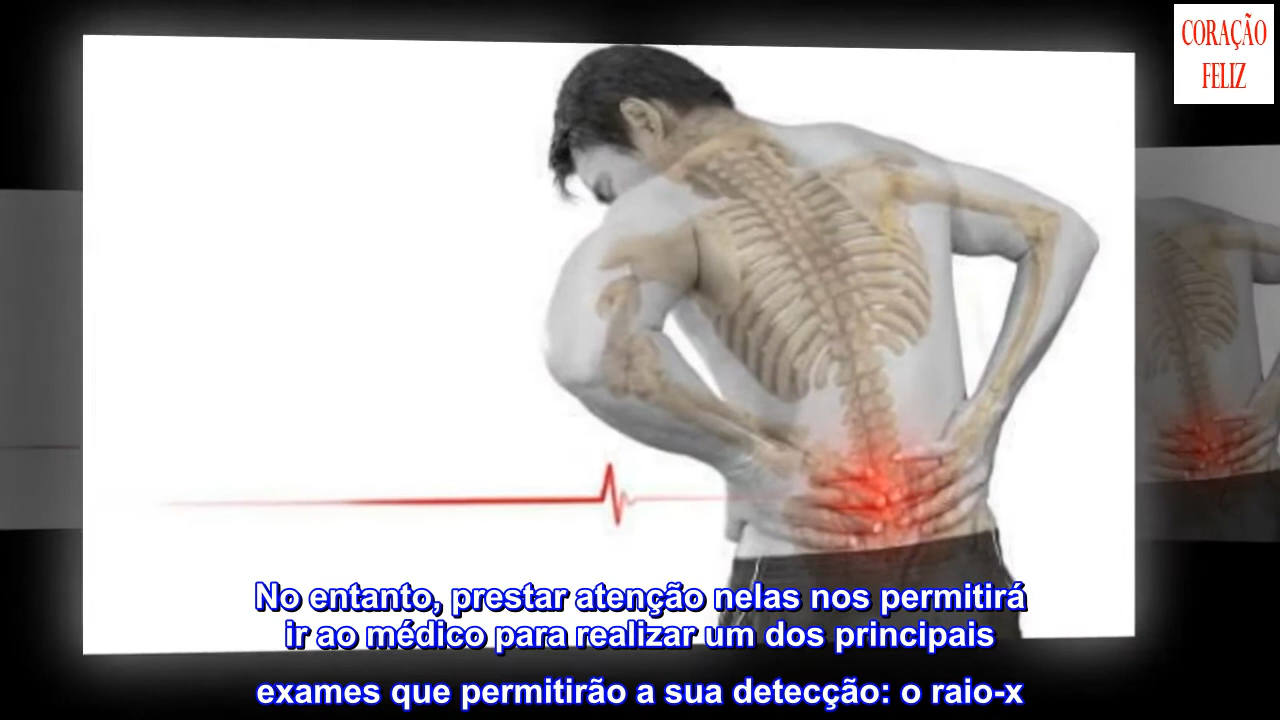 CORAÇÃO
FELIZ
No entanto, prestar atenção nelas nos permitirá
ir ao médico para realizar um dos principais
exames que permitirão a sua detecção: o raio-x